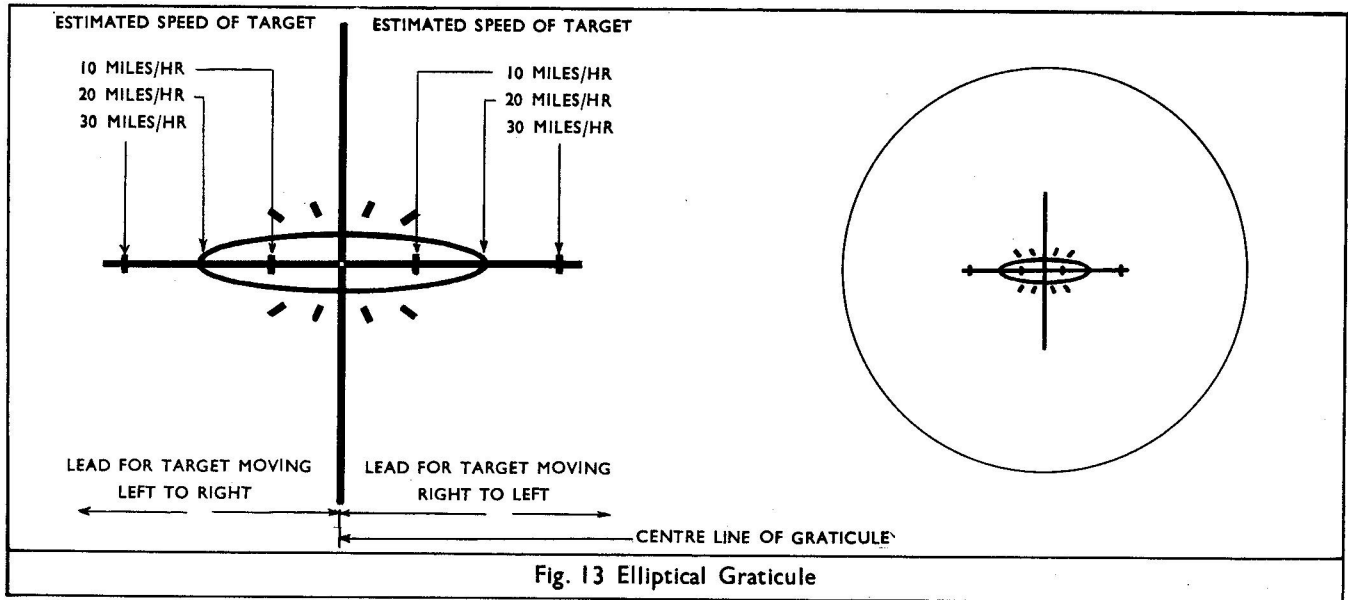 ESTIMATED SPEED OF TARGET
10 MILES/HR
20 MILES/HR
30 MILES/HR
ESTIMATED SPEED OF TARGET
10 MILES/HR
20 MILES/HR
30 MILES/HR
LEAD FOR TARGET MOVING
LEFT TO RIGHT
LEAD FOR TARGET MOVING
RIGHT TO LEFT
CENTRE LINE OF GRATICULE
Fig. 13 Elliptical Graticule